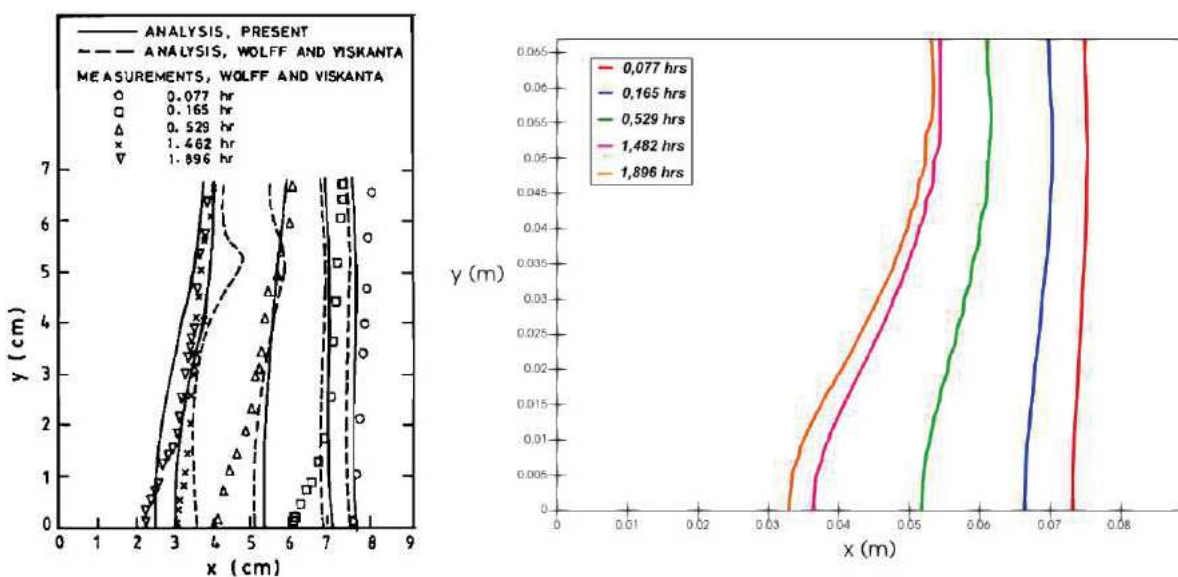 ANALYSIS, PRESENT
ANALYSIS, WOLFF AND VISKANTA
MEASUREMENTS, WOLFF AND VISKANTA
0.077 hr
0.165 hr
0.529 hr
1.462 hr
1.896 hr
7
6
5
4
3
2
1
0
y (cm)
0 1 2 3 4 5 6 7 8 9
x (cm)
0,077 hrs
0,165 hrs
0,529 hrs
1,482 hrs
1,896 hrs
0.065
0.06
0.055
0.05
0.045
0.04
0.035
0.03
0.025
0.02
0.015
0.01
0.005
0
y (m)
0 0.01 0.02 0.03 0.04 0.05 0.06 0.07 0.08
x (m)